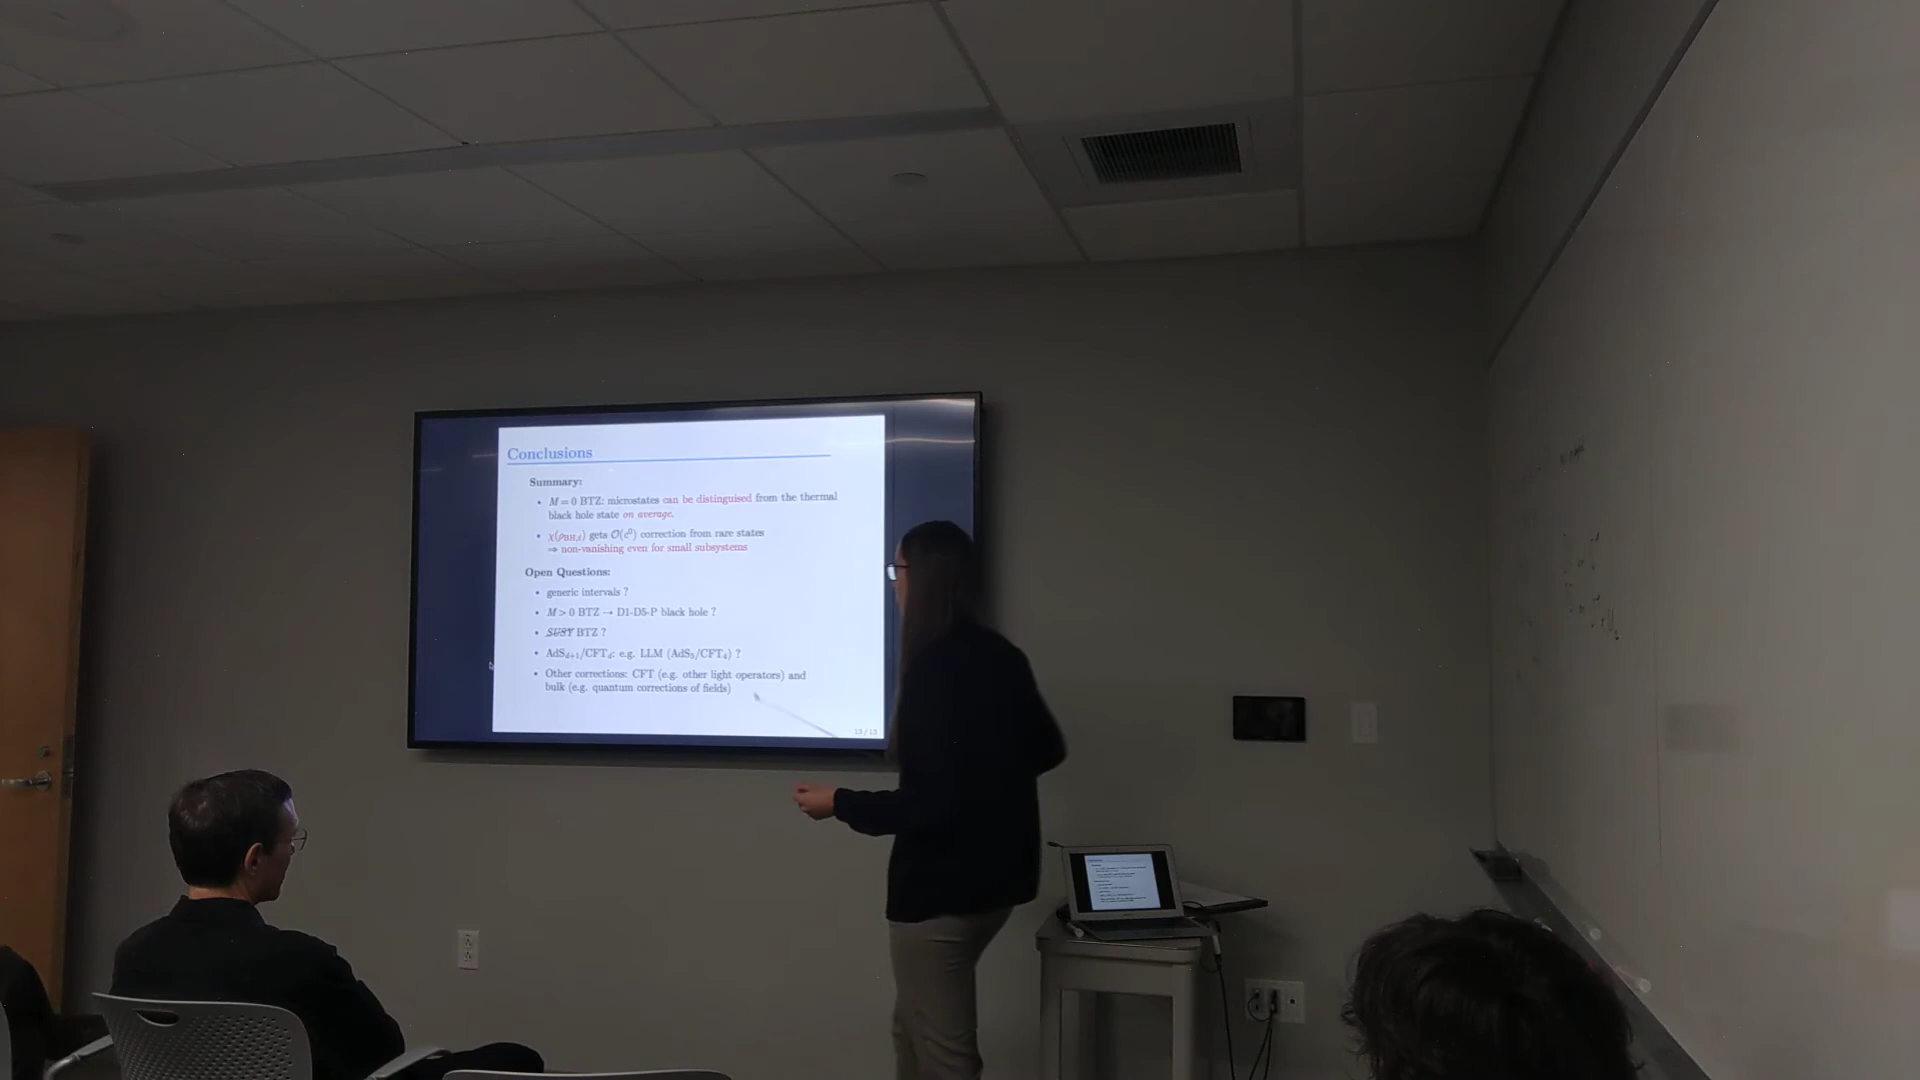 Conclusions
Summary:
• M = 0 BTZ: microstates can be distinguised from the thermal
black hole state on average.
• χ(ρBH,i) gets O(c⁰) correction from rare states
⇒ non-vanishing even for small subsystems
Open Questions:
• generic intervals ?
• M > 0 BTZ → D1-D5-P black hole ?
• SUSY BTZ ?
• AdSd+1/CFTd: e.g. LLM (AdS5/CFT4) ?
• Other corrections: CFT (e.g. other light operators) and
bulk (e.g. quantum corrections of fields)
13 / 13